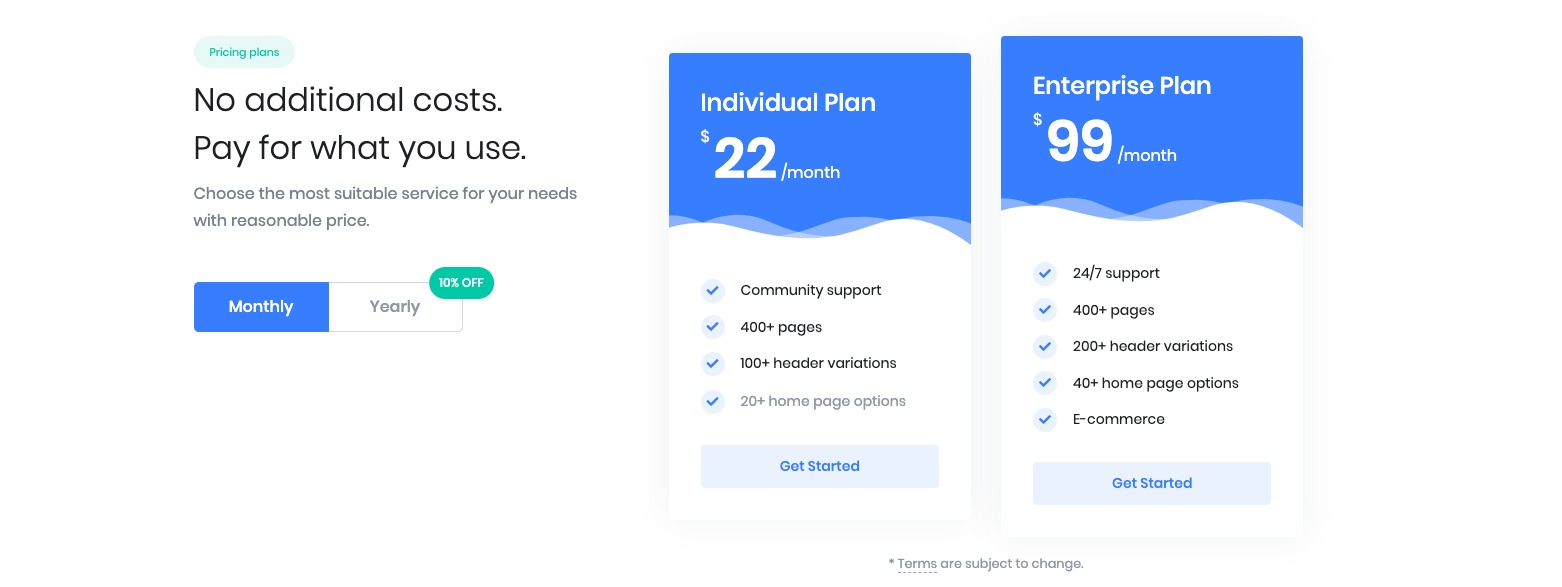 Pricing plans
No additional costs.
Pay for what you use.
Choose the most suitable service for your needs
with reasonable price.
10% OFF
Monthly
Yearly
Individual Plan
$ 22 /month
Community support
400+ pages
100+ header variations
20+ home page options
Get Started
Enterprise Plan
$ 99 /month
24/7 support
400+ pages
200+ header variations
40+ home page options
E-commerce
Get Started
* Terms are subject to change.